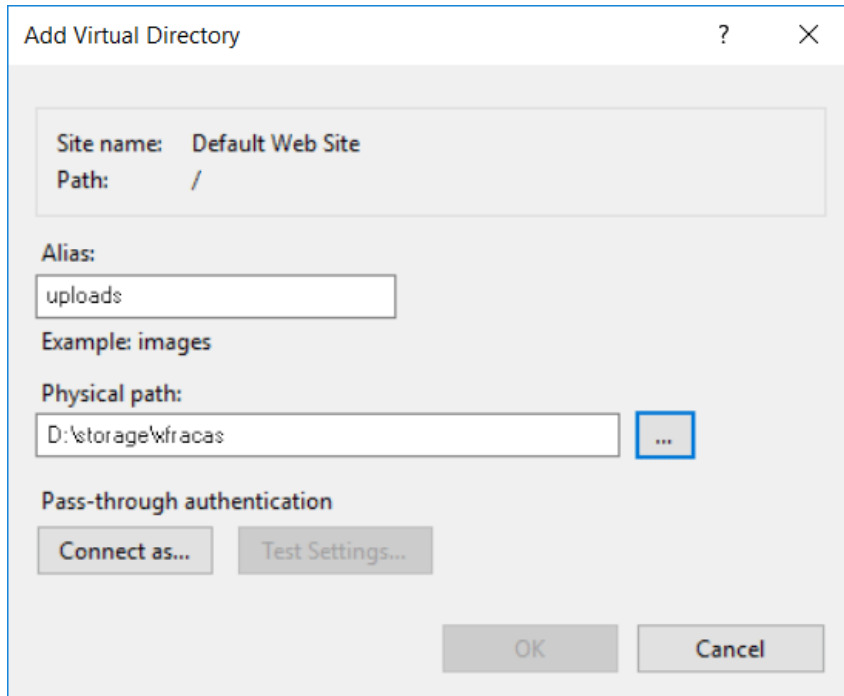 Add Virtual Directory ? ×
Site name: Default Web Site
Path: /
Alias:
uploads
Example: images
Physical path:
D:\storage\xfracas
...
Pass-through authentication
Connect as... Test Settings...
OK Cancel